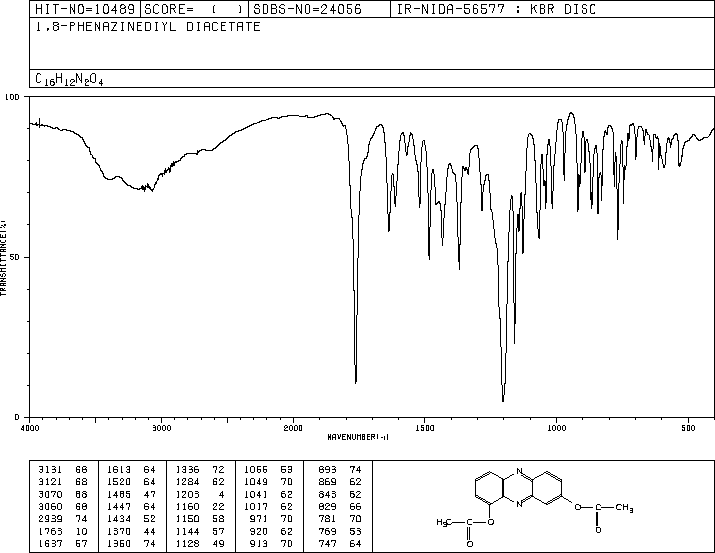 HIT-NO=10489 SCORE= ( ) SDBS-NO=24056 IR-NIDA-56577 : KBR DISC
1,8-PHENAZINEDIYL DIACETATE
C16H12N2O4
100
50
0
TRANSMITTANCE(%)
4000 3000 2000 1500 1000 500
WAVENUMBER(-1)
3131 68 1613 64 1336 72 1066 53 893 74
3121 68 1520 64 1284 62 1049 70 869 62
3070 68 1485 47 1203 4 1041 62 843 62
3060 68 1447 64 1160 22 1017 62 829 66
2939 74 1434 52 1150 58 971 70 781 70
1763 10 1370 44 1144 57 920 62 769 53
1637 57 1360 74 1128 49 913 70 747 64
N
N
H3C C O
O
O C CH3
O